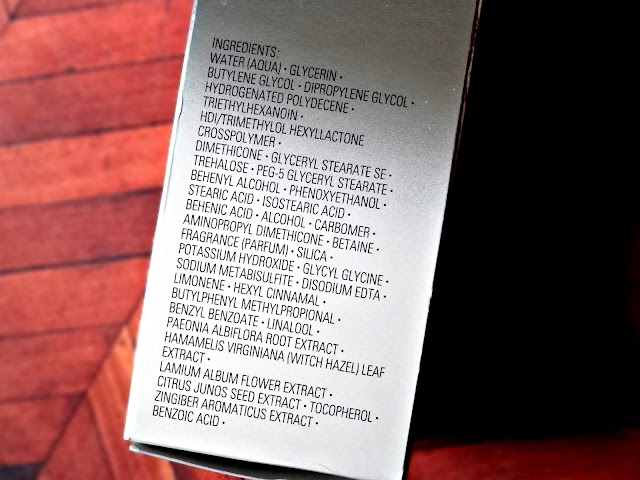 INGREDIENTS:
WATER (AQUA) • GLYCERIN •
BUTYLENE GLYCOL • DIPROPYLENE GLYCOL •
HYDROGENATED POLYDECENE •
TRIETHYLHEXANOIN •
HDI/TRIMETHYLOL HEXYLLACTONE
CROSSPOLYMER •
DIMETHICONE • GLYCERYL STEARATE SE •
TREHALOSE • PEG-5 GLYCERYL STEARATE •
BEHENYL ALCOHOL • PHENOXYETHANOL •
STEARIC ACID • ISOSTEARIC ACID •
BEHENIC ACID • ALCOHOL • CARBOMER •
AMINOPROPYL DIMETHICONE • BETAINE •
FRAGRANCE (PARFUM) • SILICA •
POTASSIUM HYDROXIDE • GLYCYL GLYCINE •
SODIUM METABISULFITE • DISODIUM EDTA •
LIMONENE • HEXYL CINNAMAL •
BUTYLPHENYL METHYLPROPIONAL •
BENZYL BENZOATE • LINALOOL •
PAEONIA ALBIFLORA ROOT EXTRACT •
HAMAMELIS VIRGINIANA (WITCH HAZEL) LEAF
EXTRACT •
LAMIUM ALBUM FLOWER EXTRACT •
CITRUS JUNOS SEED EXTRACT • TOCOPHEROL •
ZINGIBER AROMATICUS EXTRACT •
BENZOIC ACID •